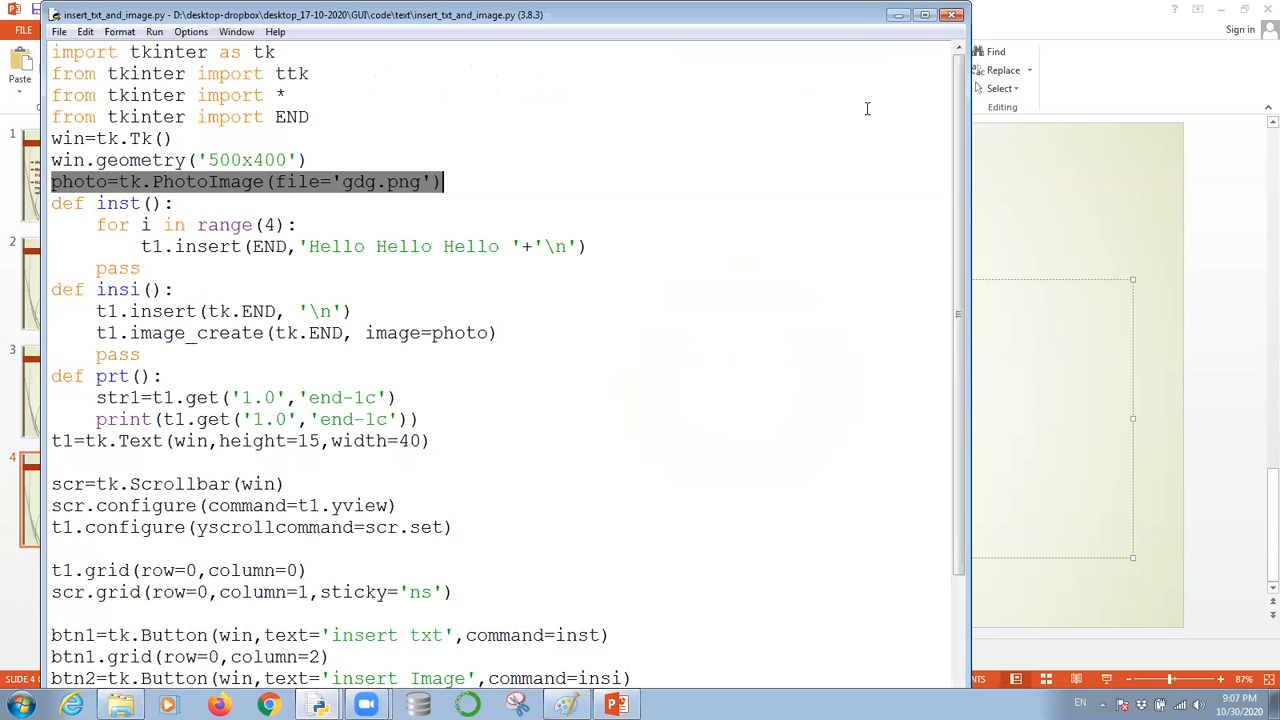 insert_txt_and_image.py - D:\desktop-dropbox\desktop_17-10-2020\GUI\code\text\insert_txt_and_image.py (3.8.3)
File Edit Format Run Options Window Help
import tkinter as tk
from tkinter import ttk
from tkinter import *
from tkinter import END
win=tk.Tk()
win.geometry('500x400')
photo=tk.PhotoImage(file='gdg.png')
def inst():
    for i in range(4):
        t1.insert(END,'Hello Hello Hello '+'\n')
    pass
def insi():
    t1.insert(tk.END, '\n')
    t1.image_create(tk.END, image=photo)
    pass
def prt():
    str1=t1.get('1.0','end-1c')
    print(t1.get('1.0','end-1c'))
t1=tk.Text(win,height=15,width=40)
scr=tk.Scrollbar(win)
scr.configure(command=t1.yview)
t1.configure(yscrollcommand=scr.set)
t1.grid(row=0,column=0)
scr.grid(row=0,column=1,sticky='ns')
btn1=tk.Button(win,text='insert txt',command=inst)
btn1.grid(row=0,column=2)
btn2=tk.Button(win,text='insert Image',command=insi)
FILE
Paste
1
2
3
4
SLIDE 4
Sign in
Find
Replace
Select
Editing
NTS
87%
EN
9:07 PM
10/30/2020